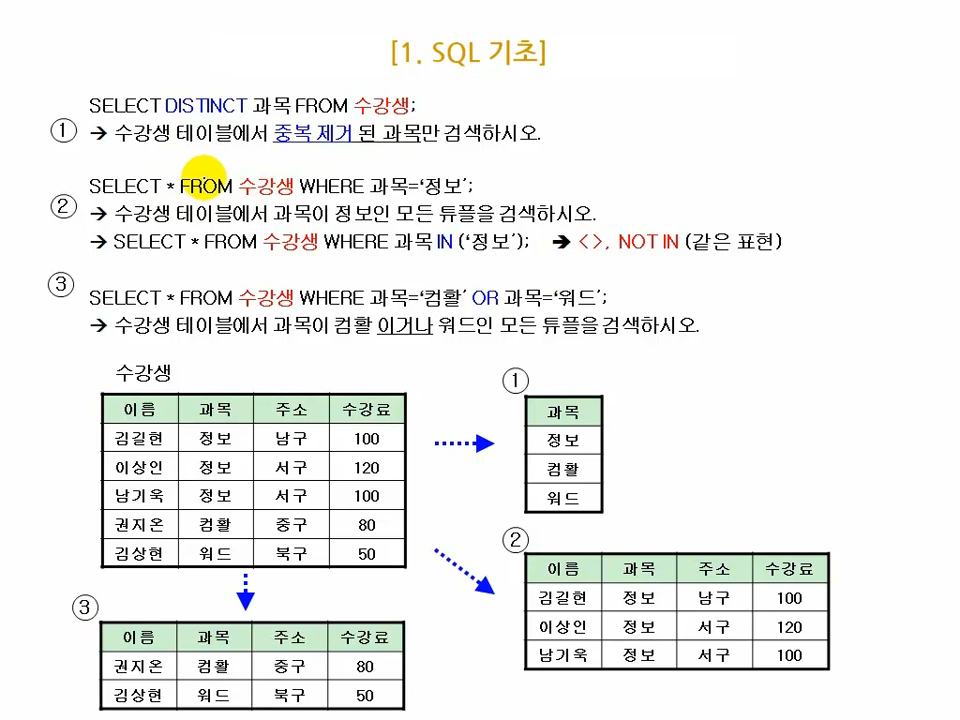 [1. SQL 기초]
SELECT DISTINCT 과목 FROM 수강생;
① → 수강생 테이블에서 중복 제거 된 과목만 검색하시오.
SELECT * FROM 수강생 WHERE 과목=‘정보’;
② → 수강생 테이블에서 과목이 정보인 모든 튜플을 검색하시오.
→ SELECT * FROM 수강생 WHERE 과목 IN (‘정보’); → <>, NOT IN (같은 표현)
③ SELECT * FROM 수강생 WHERE 과목=‘컴활’ OR 과목=‘워드’;
→ 수강생 테이블에서 과목이 컴활 이거나 워드인 모든 튜플을 검색하시오.
수강생
이름 과목 주소 수강료
김길현 정보 남구 100
이상인 정보 서구 120
남기욱 정보 서구 100
권지온 컴활 중구 80
김상현 워드 북구 50
①
과목
정보
컴활
워드
②
이름 과목 주소 수강료
김길현 정보 남구 100
이상인 정보 서구 120
남기욱 정보 서구 100
③
이름 과목 주소 수강료
권지온 컴활 중구 80
김상현 워드 북구 50